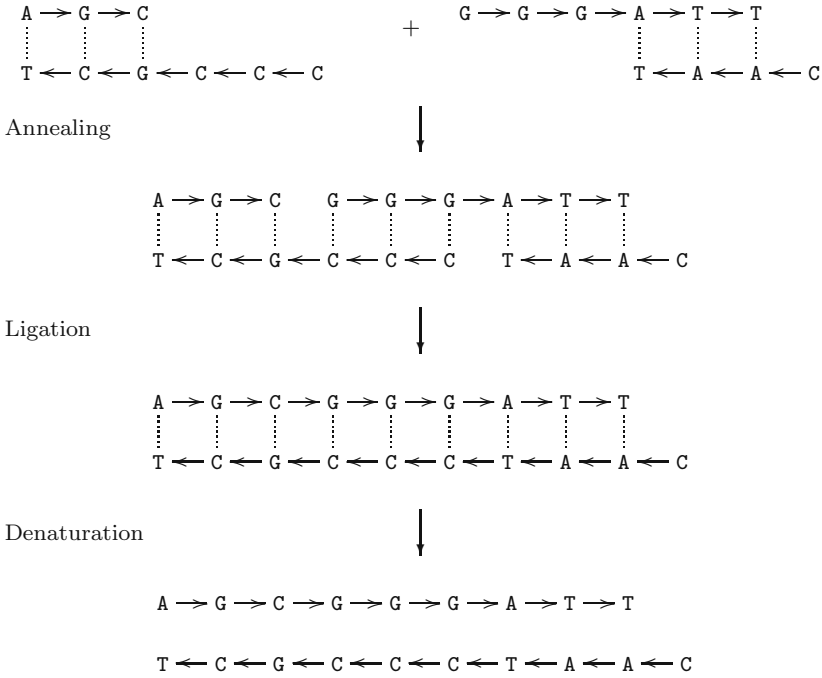 A G C + G G G A T T
T C G C C C T A A C
Annealing
A G C G G G A T T
T C G C C C T A A C
Ligation
A G C G G G A T T
T C G C C C T A A C
Denaturation
A G C G G G A T T
T C G C C C T A A C